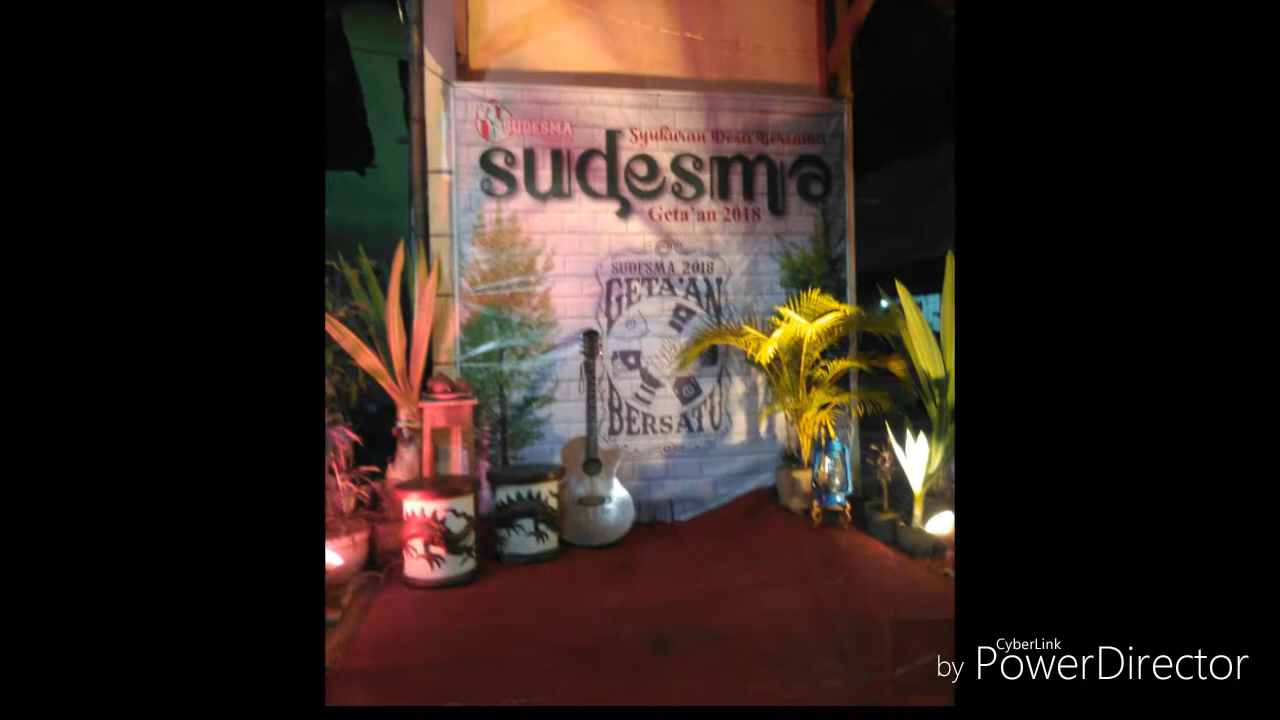 SUDESMA
Syukuran Desa Bersama
sudesma
Geta'an 2018
SUDESMA 2018
GETA'AN
BERSATU
CyberLink
by PowerDirector